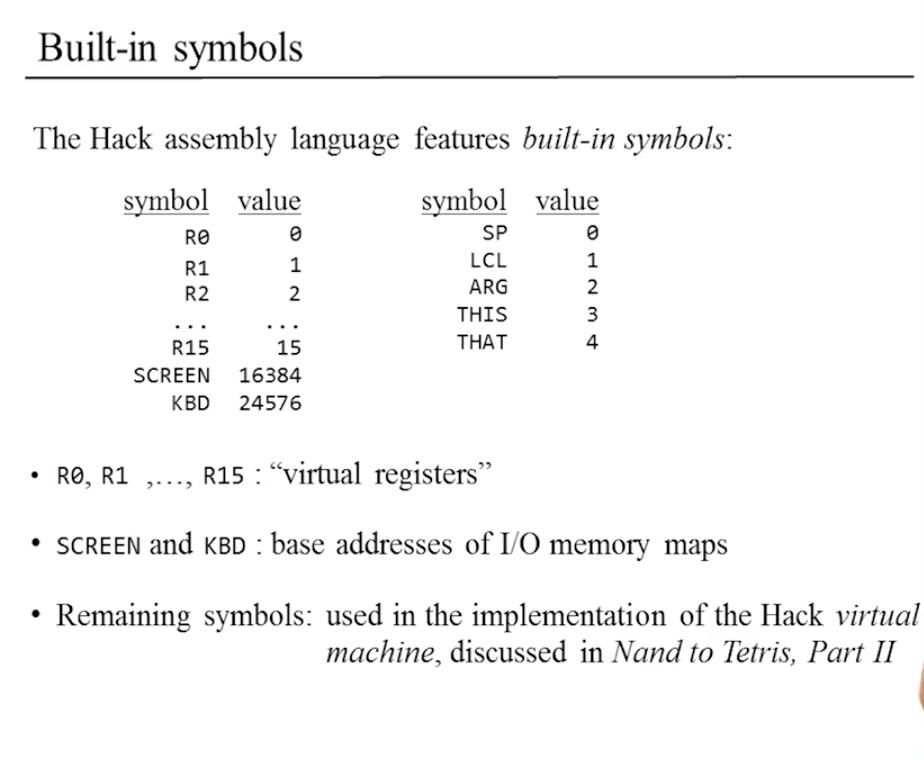 Built-in symbols
The Hack assembly language features built-in symbols:
symbol value symbol value
R0 0 SP 0
R1 1 LCL 1
R2 2 ARG 2
... ... THIS 3
R15 15 THAT 4
SCREEN 16384
KBD 24576
• R0, R1 ,..., R15 : “virtual registers”
• SCREEN and KBD : base addresses of I/O memory maps
• Remaining symbols: used in the implementation of the Hack virtual
machine, discussed in Nand to Tetris, Part II